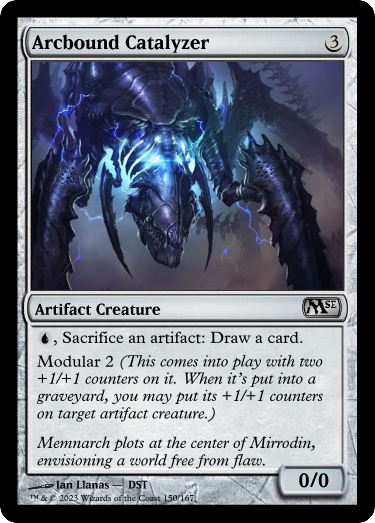 Arcbound Catalyzer 3
Artifact Creature MSE
, Sacrifice an artifact: Draw a card.
Modular 2 (This comes into play with two
+1/+1 counters on it. When it's put into a
graveyard, you may put its +1/+1 counters
on target artifact creature.)
Memnarch plots at the center of Mirrodin,
envisioning a world free from flaw.
Ian Llanas — DST
0/0
™ & © 2023 Wizards of the Coast 150/167